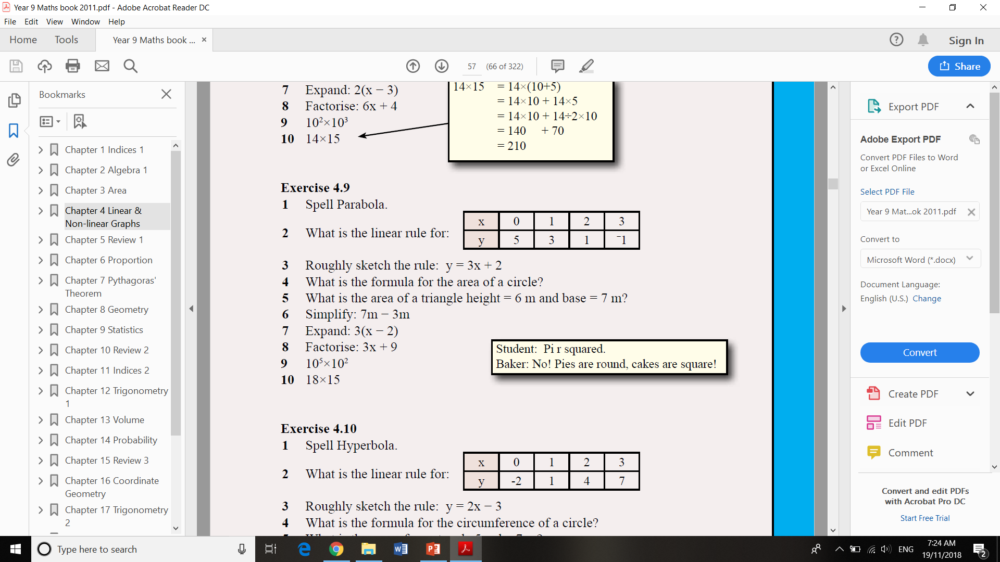 Year 9 Maths book 2011.pdf - Adobe Acrobat Reader DC
File Edit View Window Help
Home Tools Year 9 Maths book ... × Sign In
57 (66 of 322) Share
Bookmarks
Chapter 1 Indices 1
Chapter 2 Algebra 1
Chapter 3 Area
Chapter 4 Linear &
Non-linear Graphs
Chapter 5 Review 1
Chapter 6 Proportion
Chapter 7 Pythagoras'
Theorem
Chapter 8 Geometry
Chapter 9 Statistics
Chapter 10 Review 2
Chapter 11 Indices 2
Chapter 12 Trigonometry
1
Chapter 13 Volume
Chapter 14 Probability
Chapter 15 Review 3
Chapter 16 Coordinate
Geometry
Chapter 17 Trigonometry
2
7 Expand: 2(x − 3)
8 Factorise: 6x + 4
9 10²×10³
10 14×15
14×15 = 14×(10+5)
= 14×10 + 14×5
= 14×10 + 14÷2×10
= 140 + 70
= 210
Exercise 4.9
1 Spell Parabola.
2 What is the linear rule for:
x 0 1 2 3
y 5 3 1 ⁻1
3 Roughly sketch the rule: y = 3x + 2
4 What is the formula for the area of a circle?
5 What is the area of a triangle height = 6 m and base = 7 m?
6 Simplify: 7m − 3m
7 Expand: 3(x − 2)
8 Factorise: 3x + 9
9 10⁵×10²
10 18×15
Student: Pi r squared.
Baker: No! Pies are round, cakes are square!
Exercise 4.10
1 Spell Hyperbola.
2 What is the linear rule for:
x 0 1 2 3
y -2 1 4 7
3 Roughly sketch the rule: y = 2x − 3
4 What is the formula for the circumference of a circle?
Export PDF
Adobe Export PDF
Convert PDF Files to Word
or Excel Online
Select PDF File
Year 9 Mat...ok 2011.pdf
Convert to
Microsoft Word (*.docx)
Document Language:
English (U.S.) Change
Convert
Create PDF
Edit PDF
Comment
Convert and edit PDFs
with Acrobat Pro DC
Start Free Trial
Type here to search
ENG
7:24 AM
19/11/2018
2